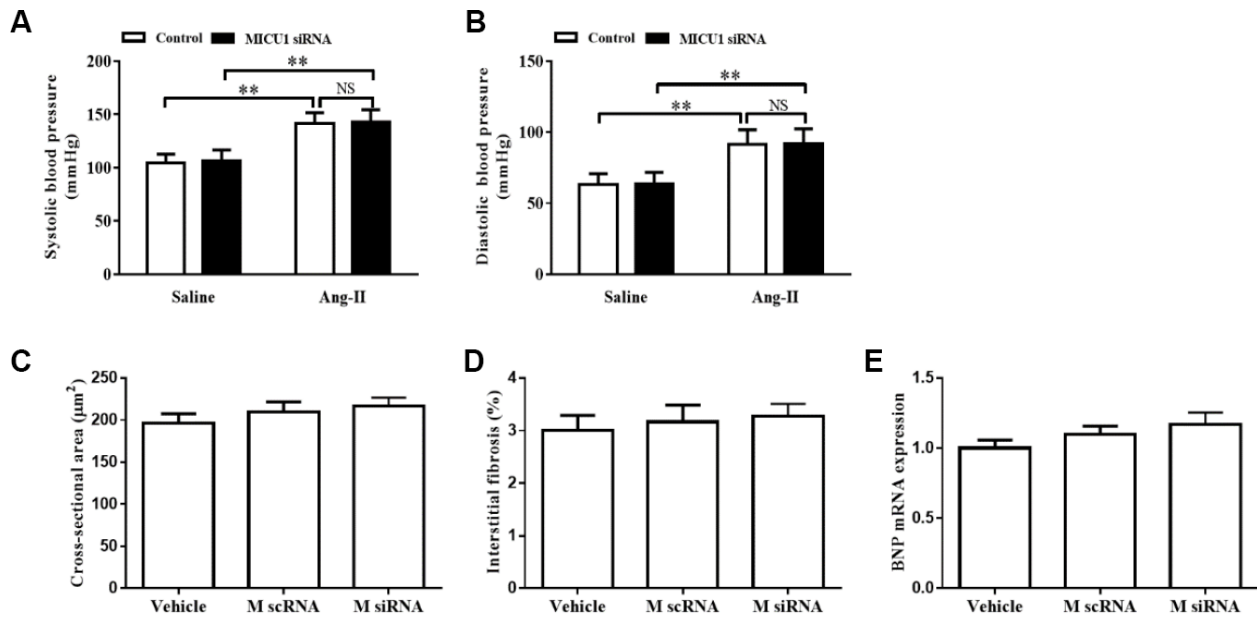 A
Control MICU1 siRNA
Systolic blood pressure
(mmHg)
200
150
100
50
0
**
**
NS
Saline Ang-II
B
Control MICU1 siRNA
Diastolic blood pressure
(mmHg)
150
100
50
0
**
**
NS
Saline Ang-II
C
Cross-sectional area (µm²)
250
200
150
100
50
0
Vehicle M scRNA M siRNA
D
Interstitial fibrosis (%)
4
3
2
1
0
Vehicle M scRNA M siRNA
E
BNP mRNA expression
1.5
1.0
0.5
0.0
Vehicle M scRNA M siRNA